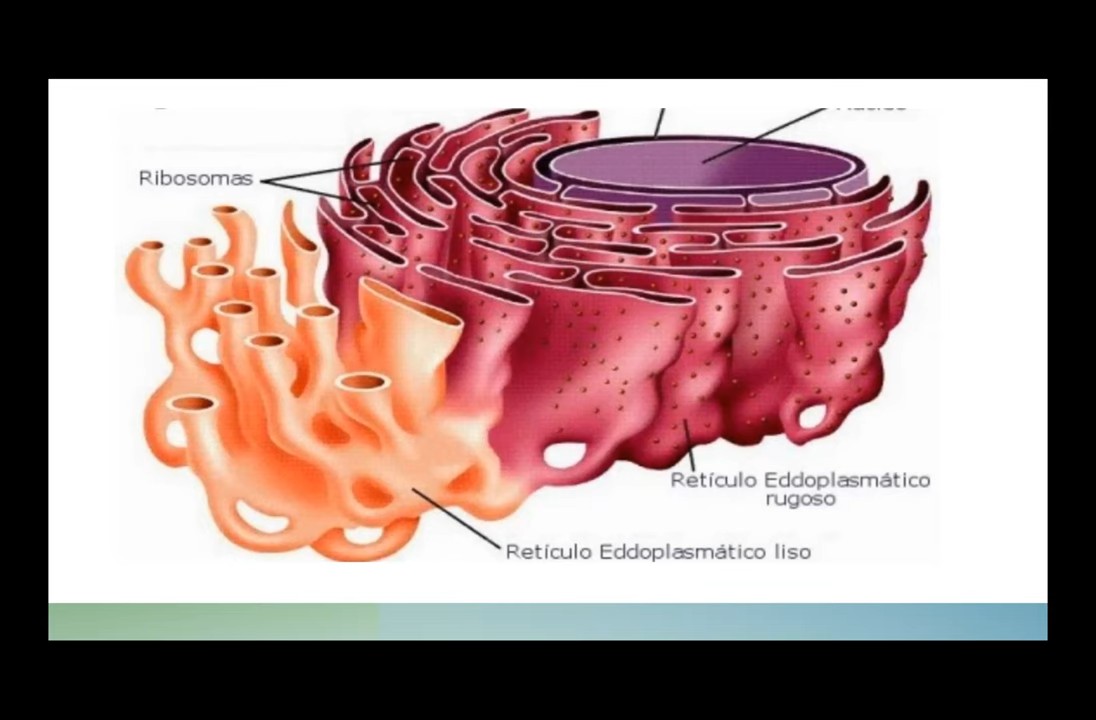 Ribosomas
Retículo Eddoplasmático
rugoso
Retículo Eddoplasmático liso